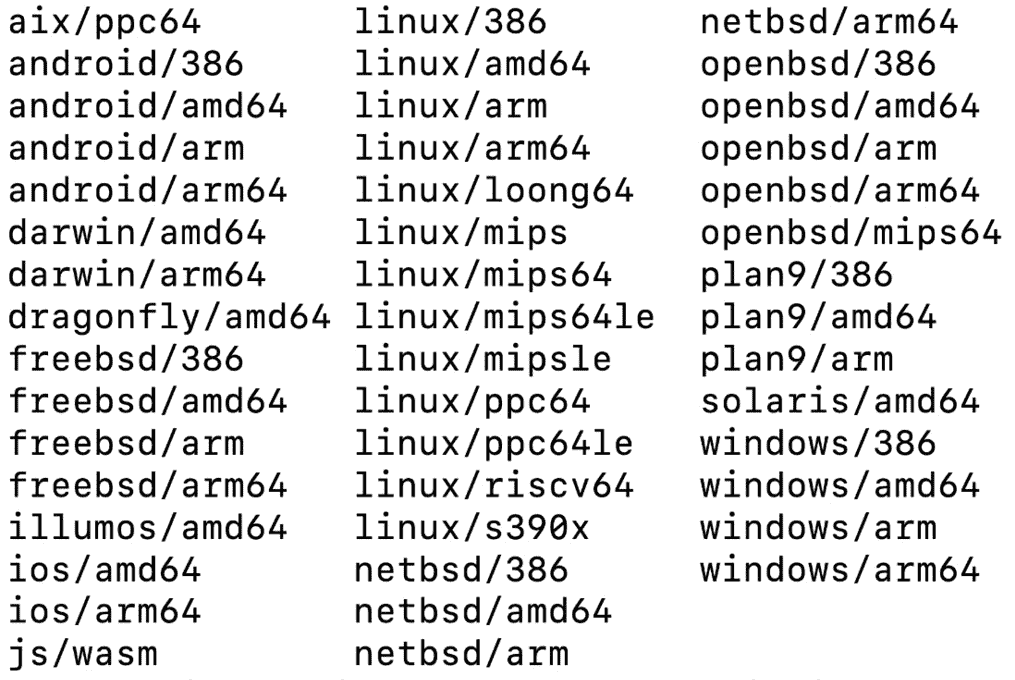 aix/ppc64
android/386
android/amd64
android/arm
android/arm64
darwin/amd64
darwin/arm64
dragonfly/amd64
freebsd/386
freebsd/amd64
freebsd/arm
freebsd/arm64
illumos/amd64
ios/amd64
ios/arm64
js/wasm
linux/386
linux/amd64
linux/arm
linux/arm64
linux/loong64
linux/mips
linux/mips64
linux/mips64le
linux/mipsle
linux/ppc64
linux/ppc64le
linux/riscv64
linux/s390x
netbsd/386
netbsd/amd64
netbsd/arm
netbsd/arm64
openbsd/386
openbsd/amd64
openbsd/arm
openbsd/arm64
openbsd/mips64
plan9/386
plan9/amd64
plan9/arm
solaris/amd64
windows/386
windows/amd64
windows/arm
windows/arm64